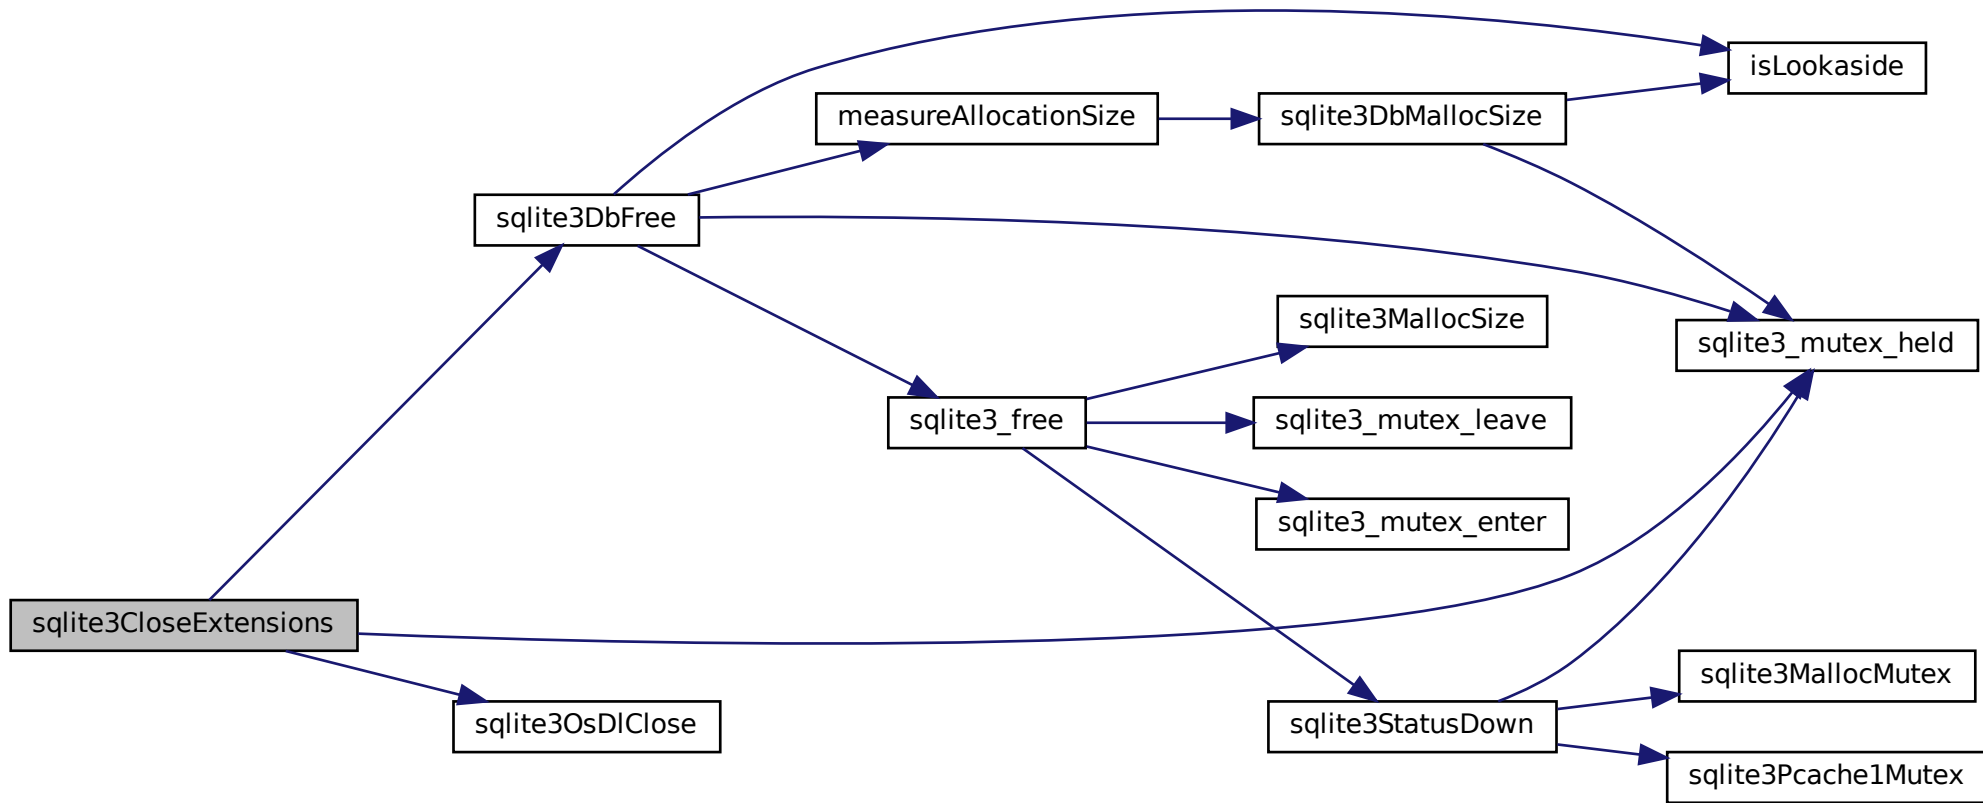 isLookaside
measureAllocationSize
sqlite3DbMallocSize
sqlite3DbFree
sqlite3MallocSize
sqlite3_mutex_held
sqlite3_free
sqlite3_mutex_leave
sqlite3_mutex_enter
sqlite3CloseExtensions
sqlite3MallocMutex
sqlite3OsDlClose
sqlite3StatusDown
sqlite3Pcache1Mutex